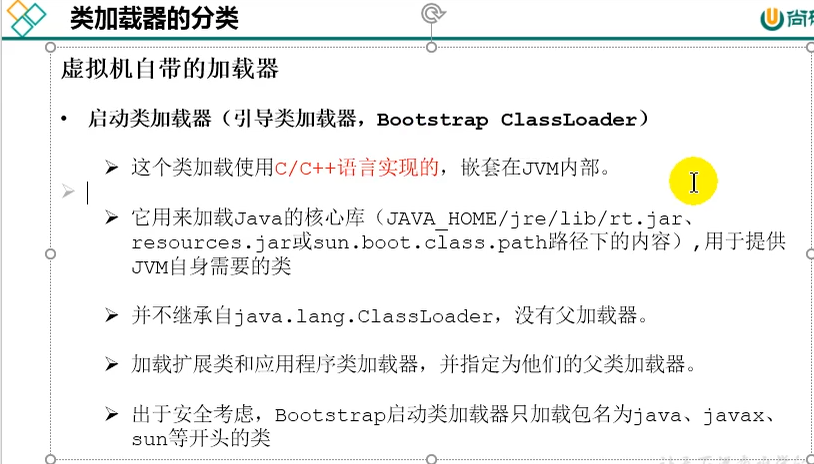 类加载器的分类
尚硅
虚拟机自带的加载器
• 启动类加载器（引导类加载器，Bootstrap ClassLoader）
➢ 这个类加载使用C/C++语言实现的，嵌套在JVM内部。
➢
➢ 它用来加载Java的核心库（JAVA_HOME/jre/lib/rt.jar、
resources.jar或sun.boot.class.path路径下的内容）,用于提供
JVM自身需要的类
➢ 并不继承自java.lang.ClassLoader，没有父加载器。
➢ 加载扩展类和应用程序类加载器，并指定为他们的父类加载器。
➢ 出于安全考虑，Bootstrap启动类加载器只加载包名为java、javax、
sun等开头的类